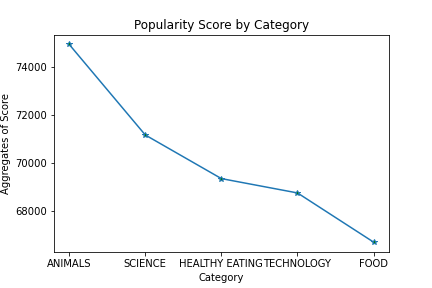 Popularity Score by Category
Aggregates of Score
74000
72000
70000
68000
ANIMALS SCIENCE HEALTHY EATING TECHNOLOGY FOOD
Category